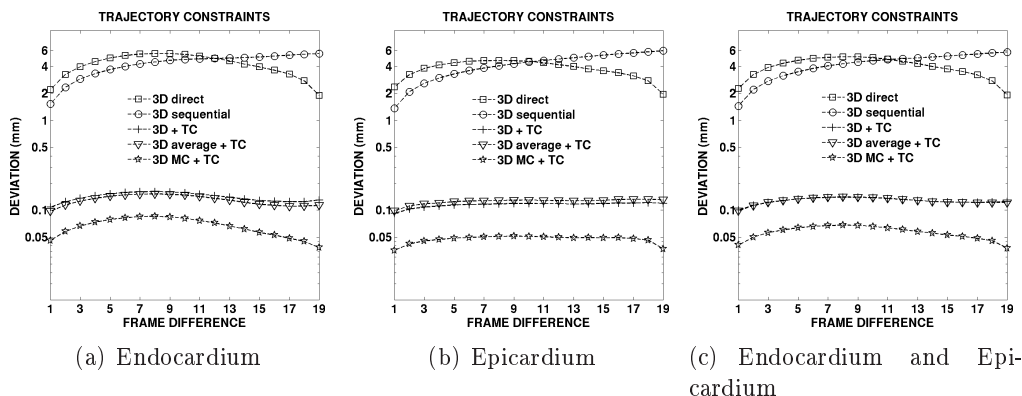 TRAJECTORY CONSTRAINTS
DEVIATION (mm)
6
4
2
1
0.5
0.1
0.05
3D direct
3D sequential
3D + TC
3D average + TC
3D MC + TC
1 3 5 7 9 11 13 15 17 19
FRAME DIFFERENCE
(a) Endocardium
TRAJECTORY CONSTRAINTS
DEVIATION (mm)
6
4
2
1
0.5
0.1
0.05
3D direct
3D sequential
3D + TC
3D average + TC
3D MC + TC
1 3 5 7 9 11 13 15 17 19
FRAME DIFFERENCE
(b) Epicardium
TRAJECTORY CONSTRAINTS
DEVIATION (mm)
6
4
2
1
0.5
0.1
0.05
3D direct
3D sequential
3D + TC
3D average + TC
3D MC + TC
1 3 5 7 9 11 13 15 17 19
FRAME DIFFERENCE
(c) Endocardium and Epi-
cardium